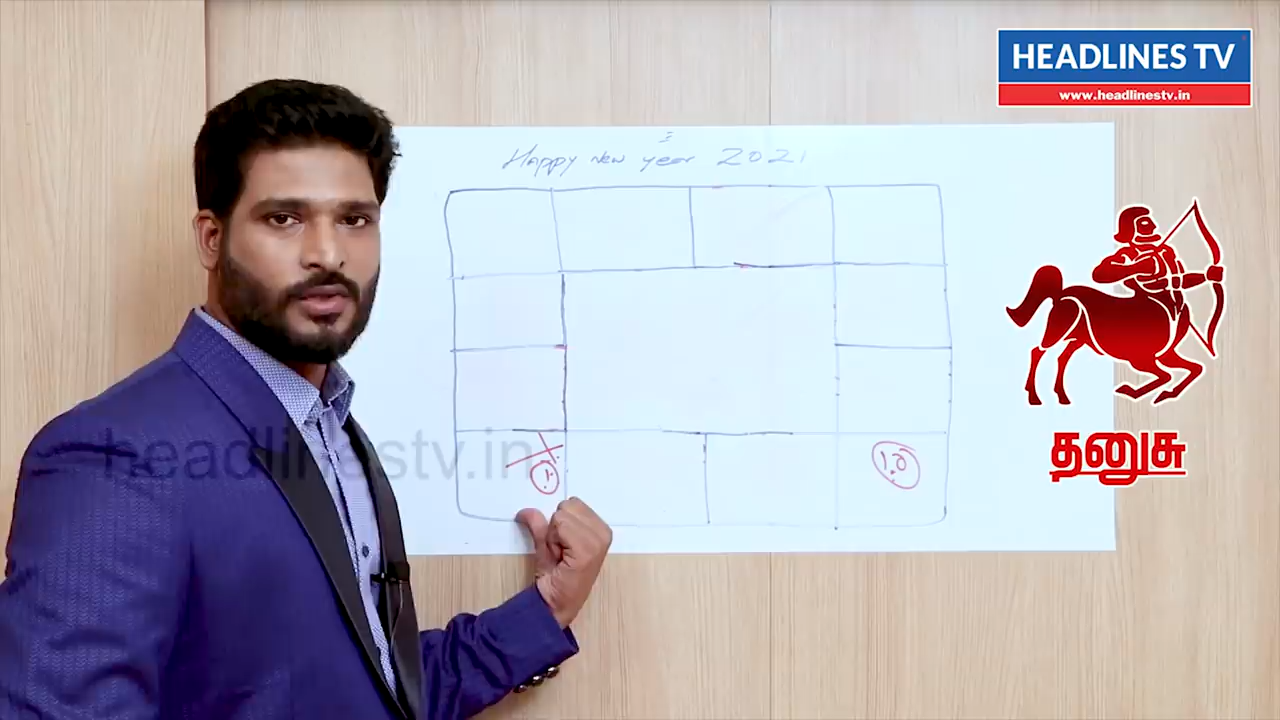 HEADLINES TV
www.headlinestv.in
Happy New year 2021
headlinestv.in
தனுசு